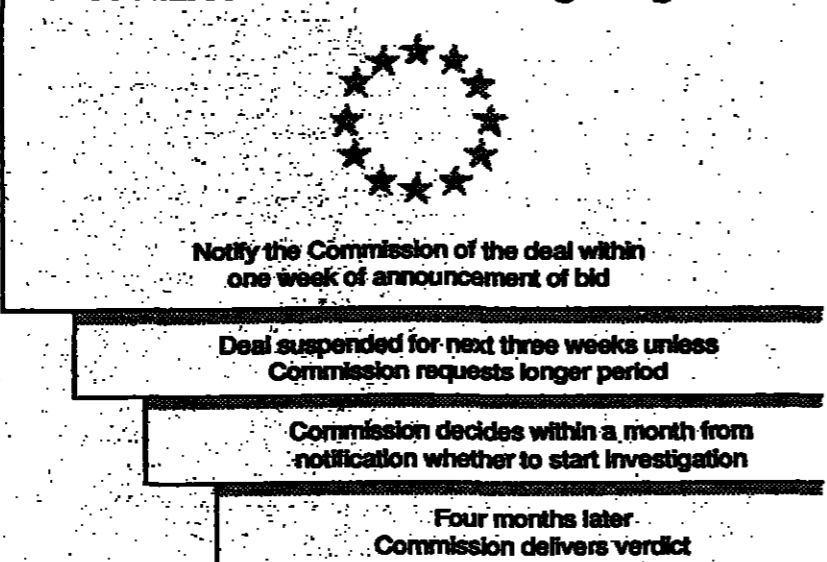 Notify the Commission of the deal within
one week of announcement of bid
Deal suspended for next three weeks unless
Commission requests longer period
Commission decides within a month from
notification whether to start investigation
Four months later
Commission delivers verdict